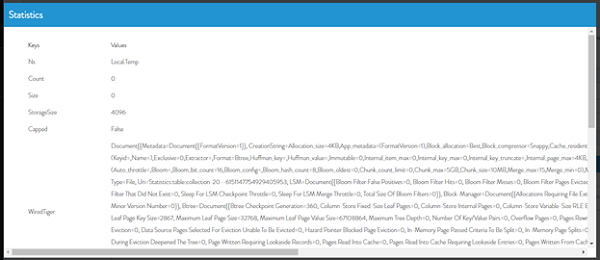 Statistics
Keys Values
Ns Local.Temp
Count 0
Size 0
StorageSize 4096
Capped False
Document{{Metadata=Document{{FormatVersion=1}}, CreationString=Allocation_size=4KB,App_metadata=(FormatVersion=1),Block_allocation=Best,Block_compressor=Snappy,Cache_resident
(Keyid=,Name=),Exclusive=0,Extractor=,Format=Btree,Huffman_key=,Huffman_value=,Immutable=0,Internal_item_max=0,Internal_key_max=0,Internal_key_truncate=,Internal_page_max=4KB,
(Auto_throttle=,Bloom=,Bloom_bit_count=16,Bloom_config=,Bloom_hash_count=8,Bloom_oldest=0,Chunk_count_limit=0,Chunk_max=5GB,Chunk_size=10MB,Merge_max=15,Merge_min=0),M
Type=File, Uri=Statistics:table:collection-20--6151147754929405953, LSM=Document{{Bloom Filter False Positives=0, Bloom Filter Hits=0, Bloom Filter Misses=0, Bloom Filter Pages Evicted
Filter That Did Not Exist=0, Sleep For LSM Checkpoint Throttle=0, Sleep For LSM Merge Throttle=0, Total Size Of Bloom Filters=0}}, Block-Manager=Document{{Allocations Requiring File Exte
WiredTiger Minor Version Number=0}}, Btree=Document{{Btree Checkpoint Generation=360, Column-Store Fixed-Size Leaf Pages=0, Column-Store Internal Pages=0, Column-Store Variable-Size RLE E
Leaf Page Key Size=2867, Maximum Leaf Page Size=32768, Maximum Leaf Page Value Size=67108864, Maximum Tree Depth=0, Number Of Key/Value Pairs=0, Overflow Pages=0, Pages Rewri
Eviction=0, Data Source Pages Selected For Eviction Unable To Be Evicted=0, Hazard Pointer Blocked Page Eviction=0, In-Memory Page Passed Criteria To Be Split=0, In-Memory Page Splits=0
During Eviction Deepened The Tree=0, Page Written Requiring Lookaside Records=0, Pages Read Into Cache=0, Pages Read Into Cache Requiring Lookaside Entries=0, Pages Written From Cach